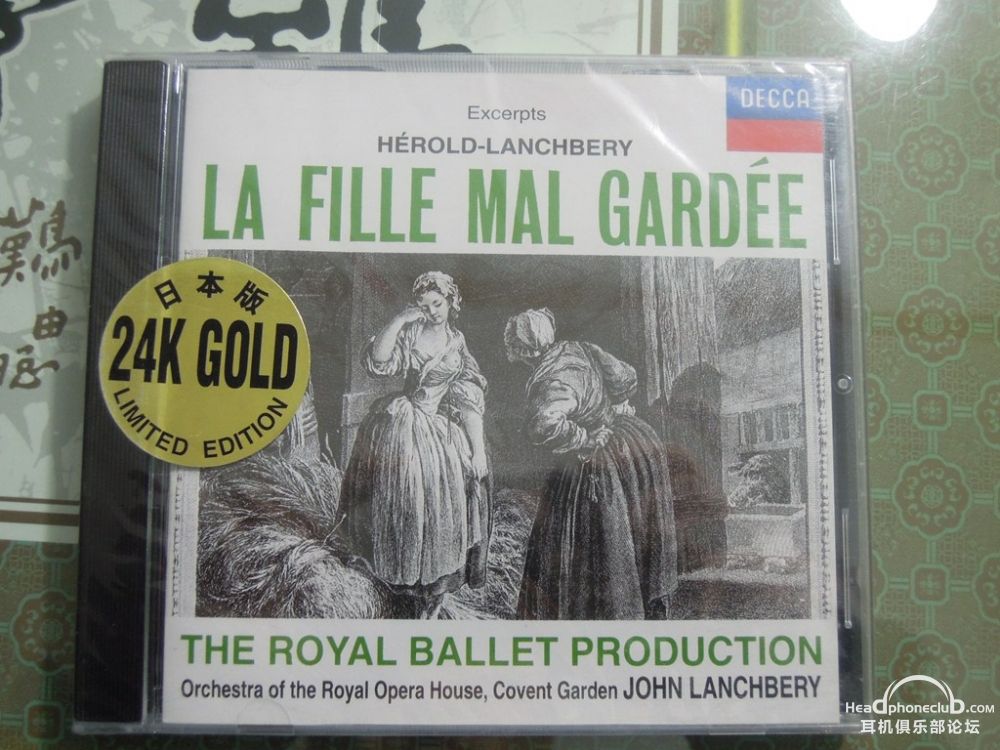 DECCA
Excerpts
HÉROLD-LANCHBERY
LA FILLE MAL GARDÉE
日本版
24K GOLD
LIMITED EDITION
THE ROYAL BALLET PRODUCTION
Orchestra of the Royal Opera House, Covent Garden JOHN LANCHBERY
HeadphoneclubD.com
耳机俱乐部论坛